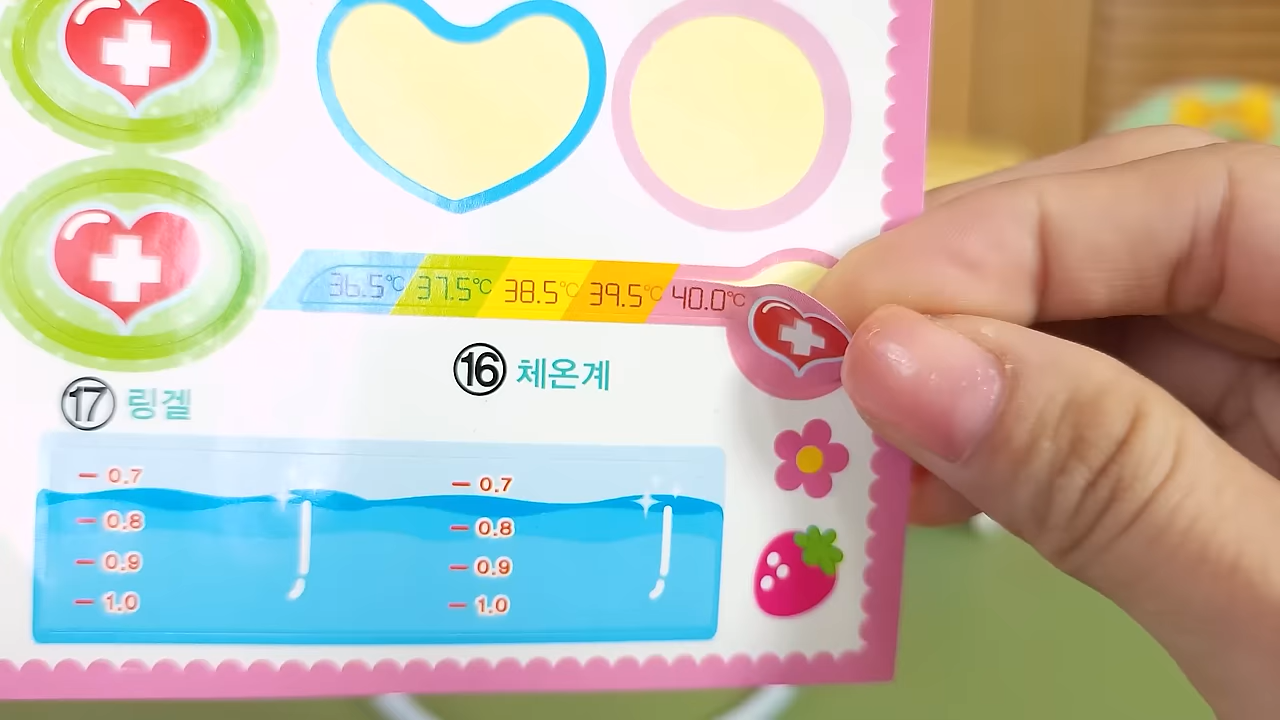 36.5℃ 37.5℃ 38.5℃ 39.5℃ 40.0℃
⑯ 체온계
⑰ 링겔
- 0.7 - 0.7
- 0.8 - 0.8
- 0.9 - 0.9
- 1.0 - 1.0